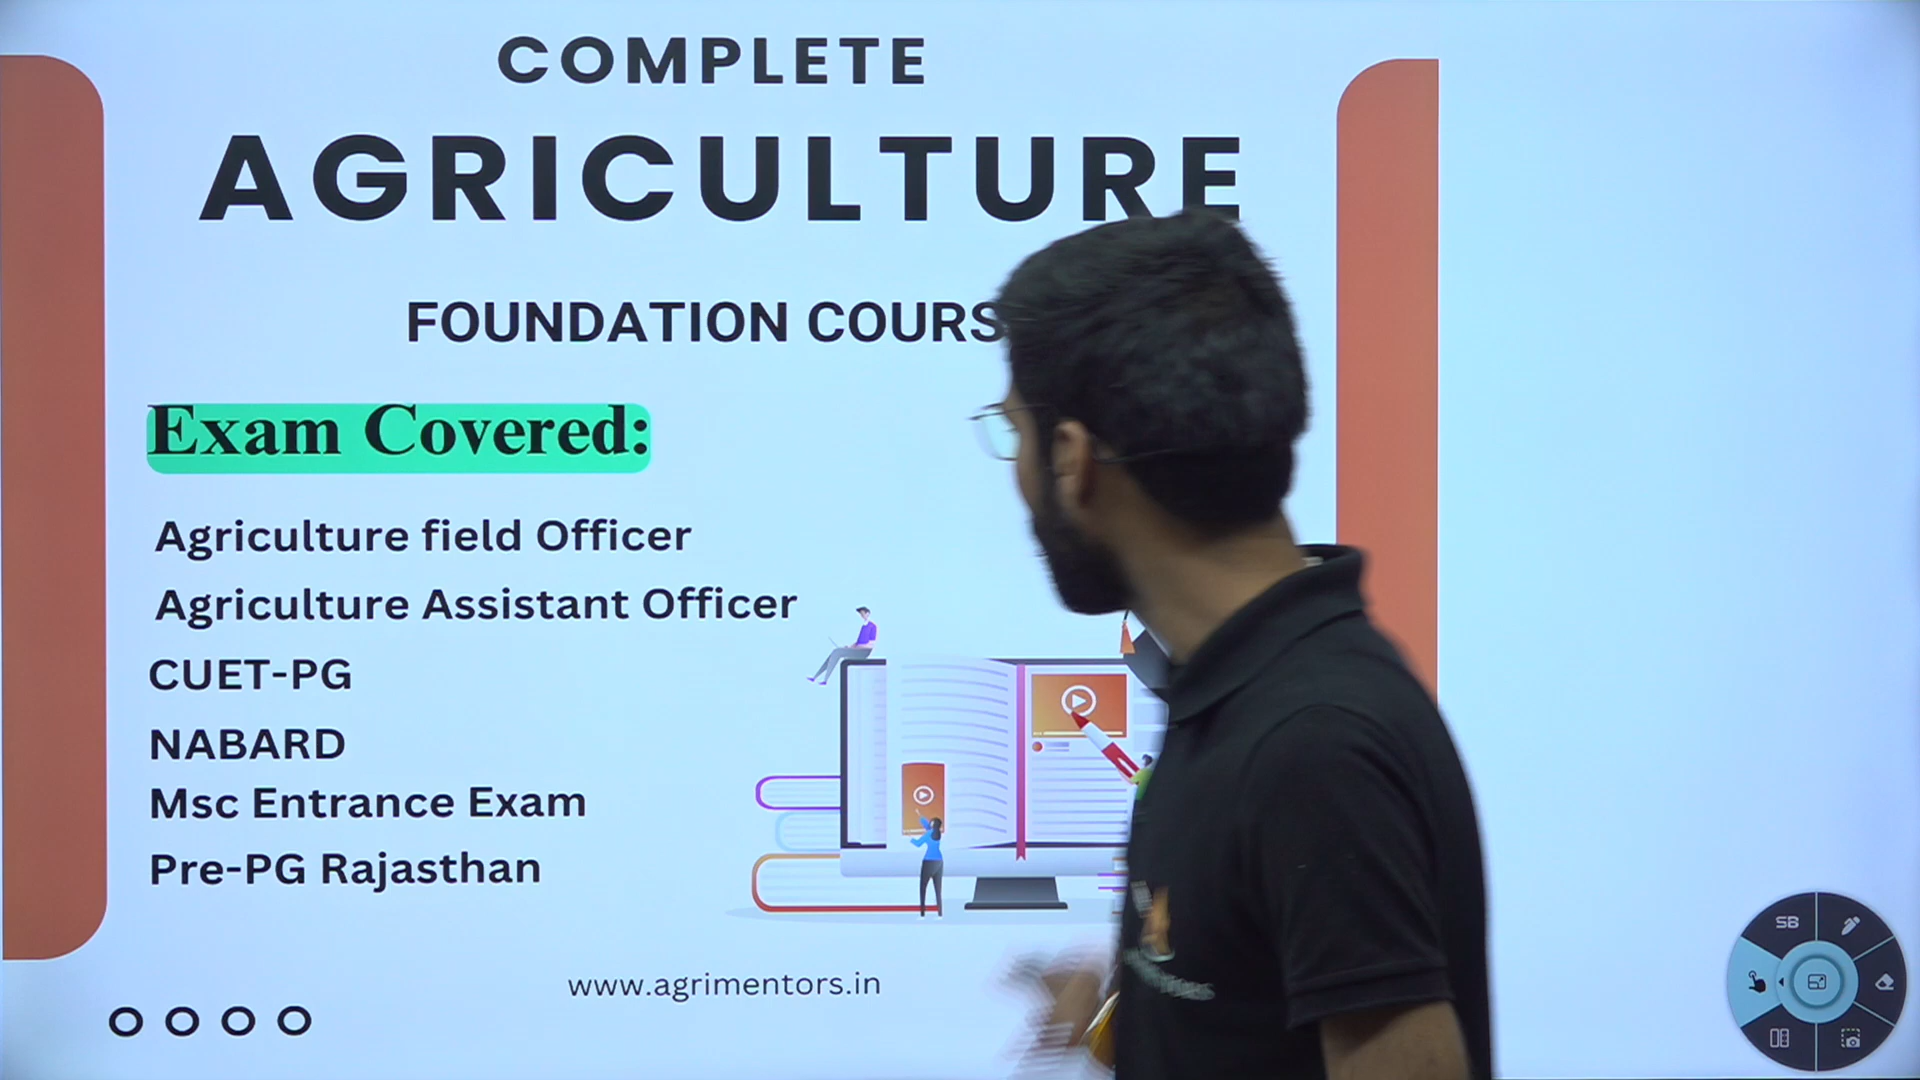 COMPLETE
AGRICULTURE
FOUNDATION COURS
Exam Covered:
Agriculture field Officer
Agriculture Assistant Officer
CUET-PG
NABARD
Msc Entrance Exam
Pre-PG Rajasthan
www.agrimentors.in
SB